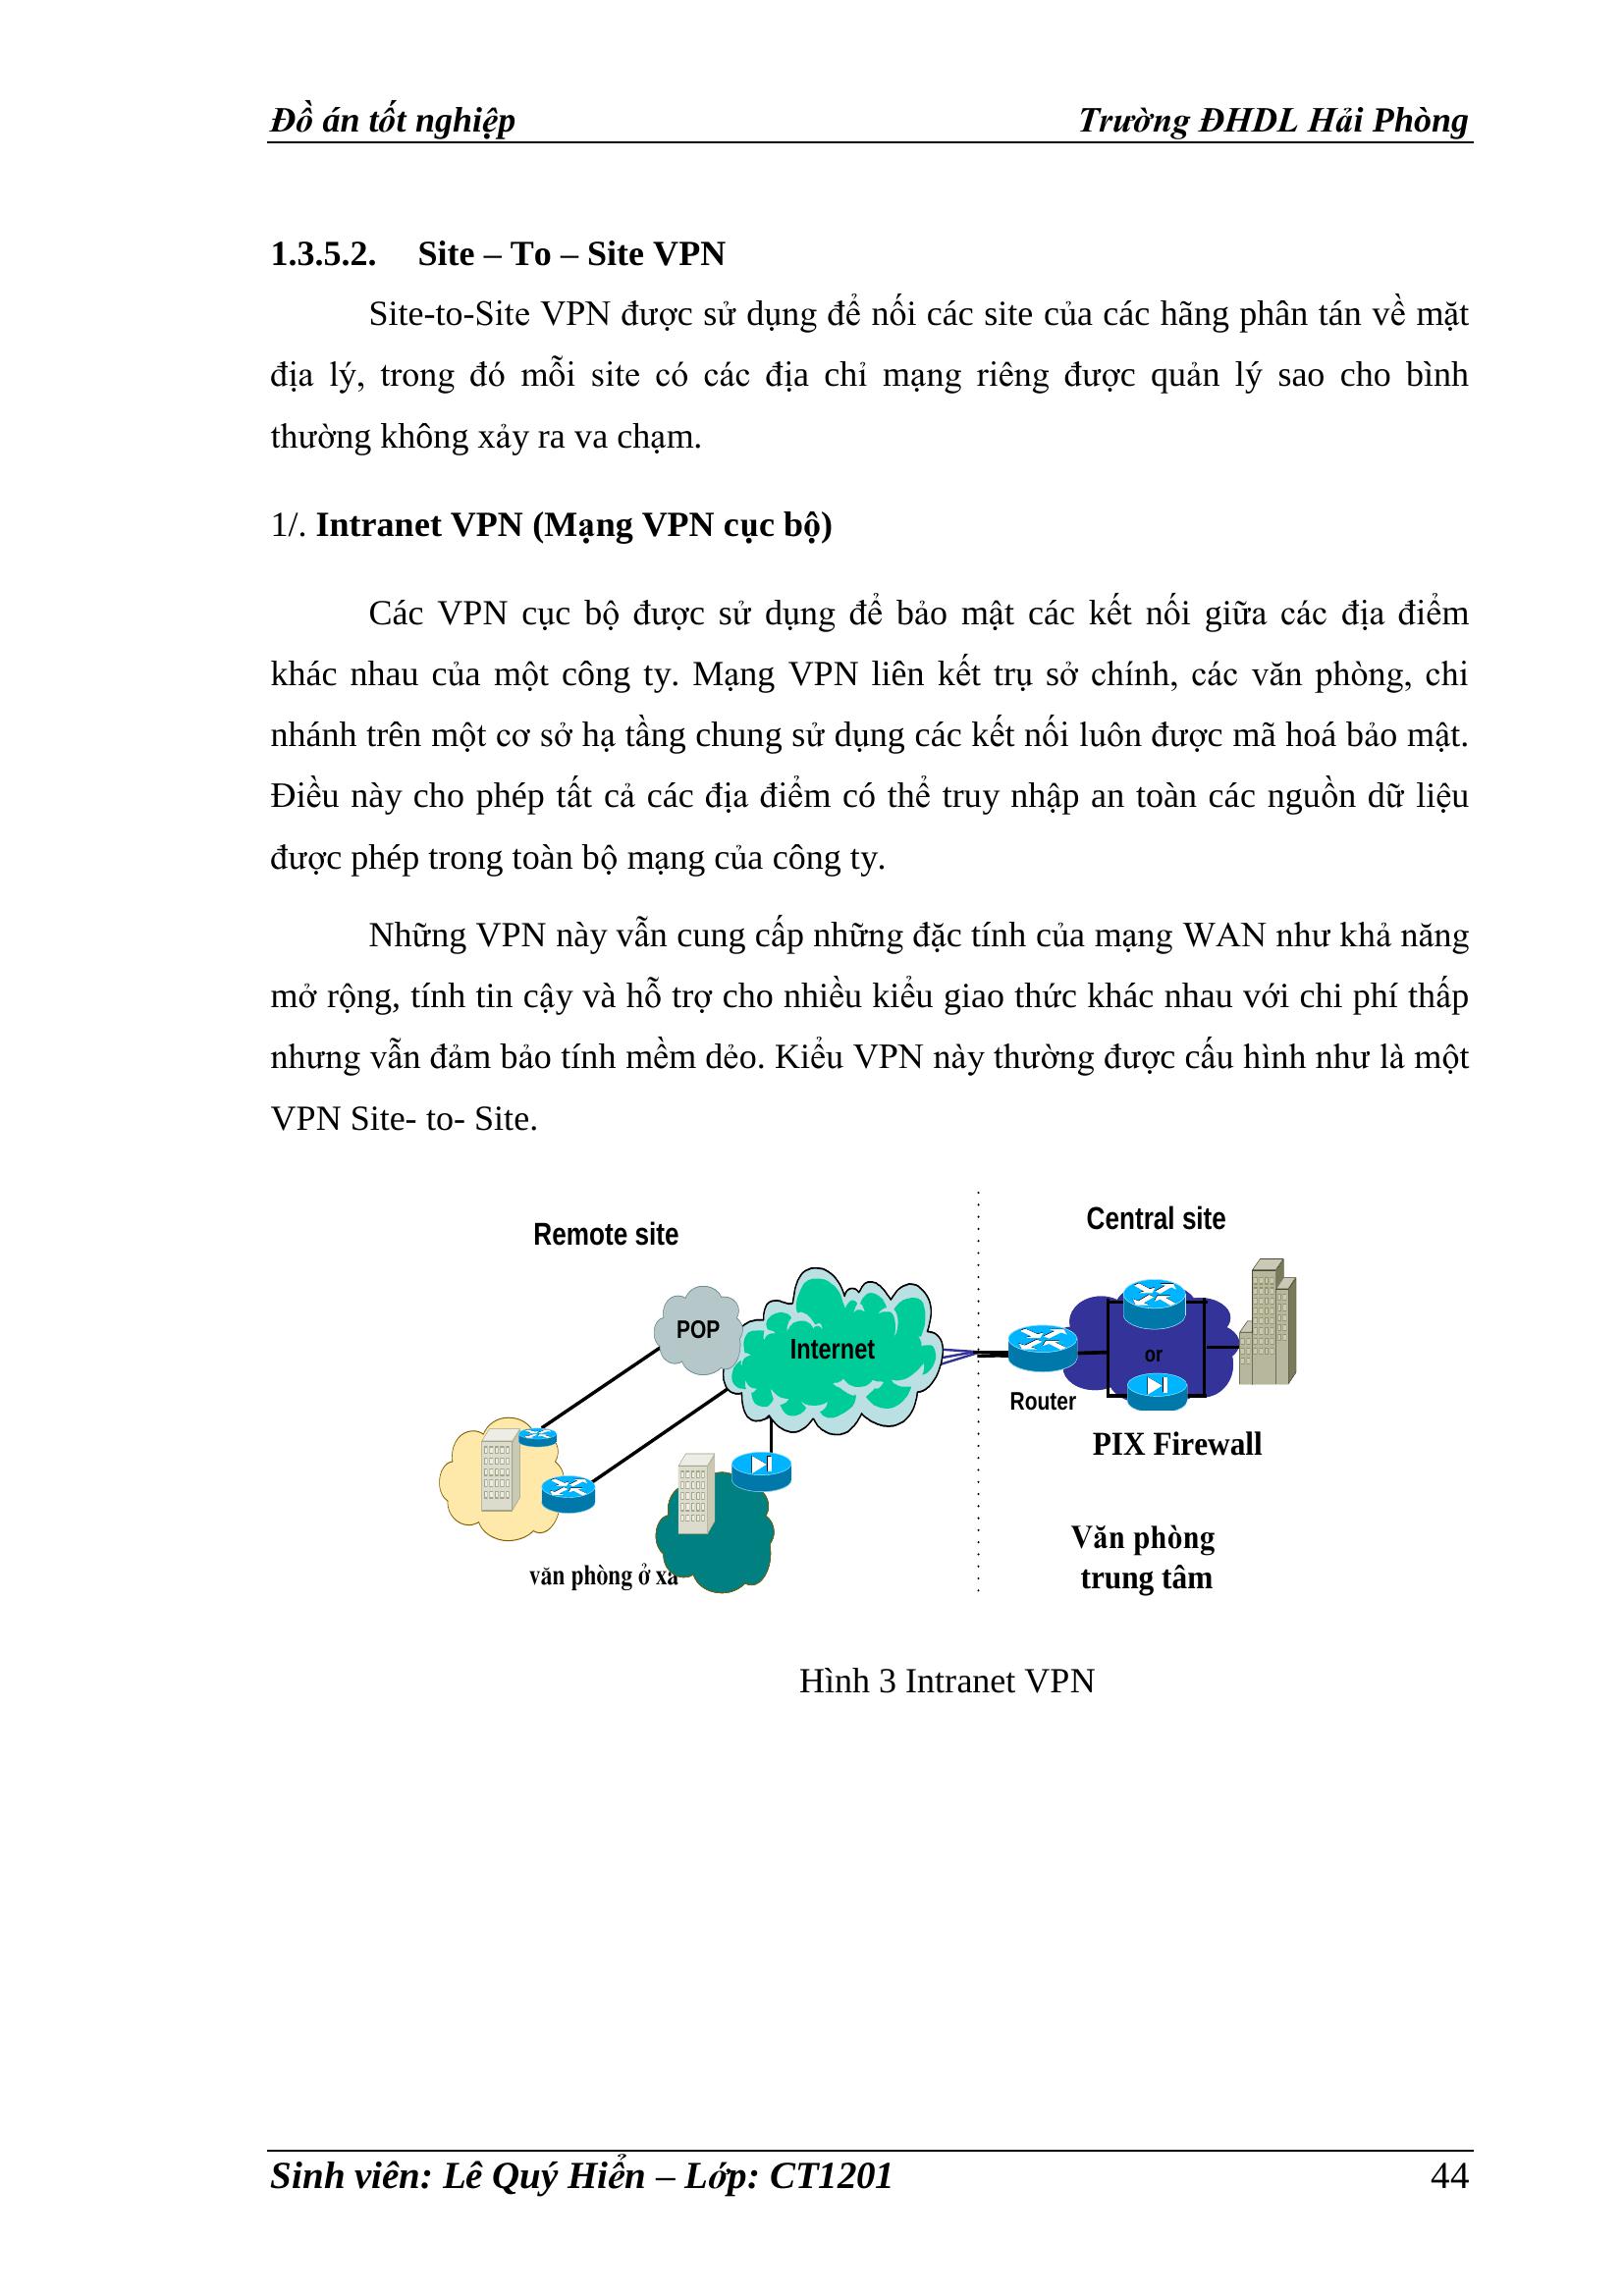 Đồ án tốt nghiệp Trường ĐHDL Hải Phòng
1.3.5.2. Site – To – Site VPN
Site-to-Site VPN được sử dụng để nối các site của các hãng phân tán về mặt
địa lý, trong đó mỗi site có các địa chỉ mạng riêng được quản lý sao cho bình
thường không xảy ra va chạm.
1/. Intranet VPN (Mạng VPN cục bộ)
Các VPN cục bộ được sử dụng để bảo mật các kết nối giữa các địa điểm
khác nhau của một công ty. Mạng VPN liên kết trụ sở chính, các văn phòng, chi
nhánh trên một cơ sở hạ tầng chung sử dụng các kết nối luôn được mã hoá bảo mật.
Điều này cho phép tất cả các địa điểm có thể truy nhập an toàn các nguồn dữ liệu
được phép trong toàn bộ mạng của công ty.
Những VPN này vẫn cung cấp những đặc tính của mạng WAN như khả năng
mở rộng, tính tin cậy và hỗ trợ cho nhiều kiểu giao thức khác nhau với chi phí thấp
nhưng vẫn đảm bảo tính mềm dẻo. Kiểu VPN này thường được cấu hình như là một
VPN Site- to- Site.
Remote site
Central site
POP
Internet
or
Router
PIX Firewall
văn phòng ở xa
Văn phòng
trung tâm
Hình 3 Intranet VPN
Sinh viên: Lê Quý Hiển – Lớp: CT1201 44